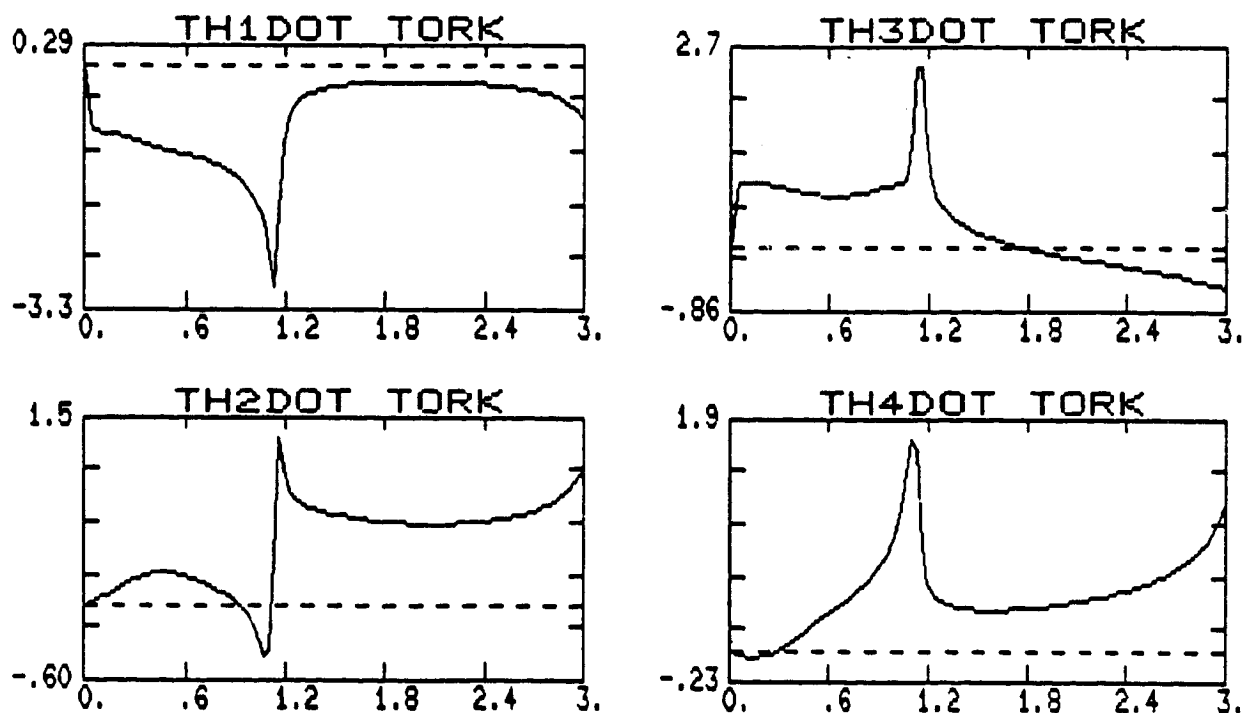 TH1DOT TORK
0.29
-3.3
0. .6 1.2 1.8 2.4 3.
TH3DOT TORK
2.7
-.86
0. .6 1.2 1.8 2.4 3.
TH2DOT TORK
1.5
-.60
0. .6 1.2 1.8 2.4 3.
TH4DOT TORK
1.9
-.23
0. .6 1.2 1.8 2.4 3.